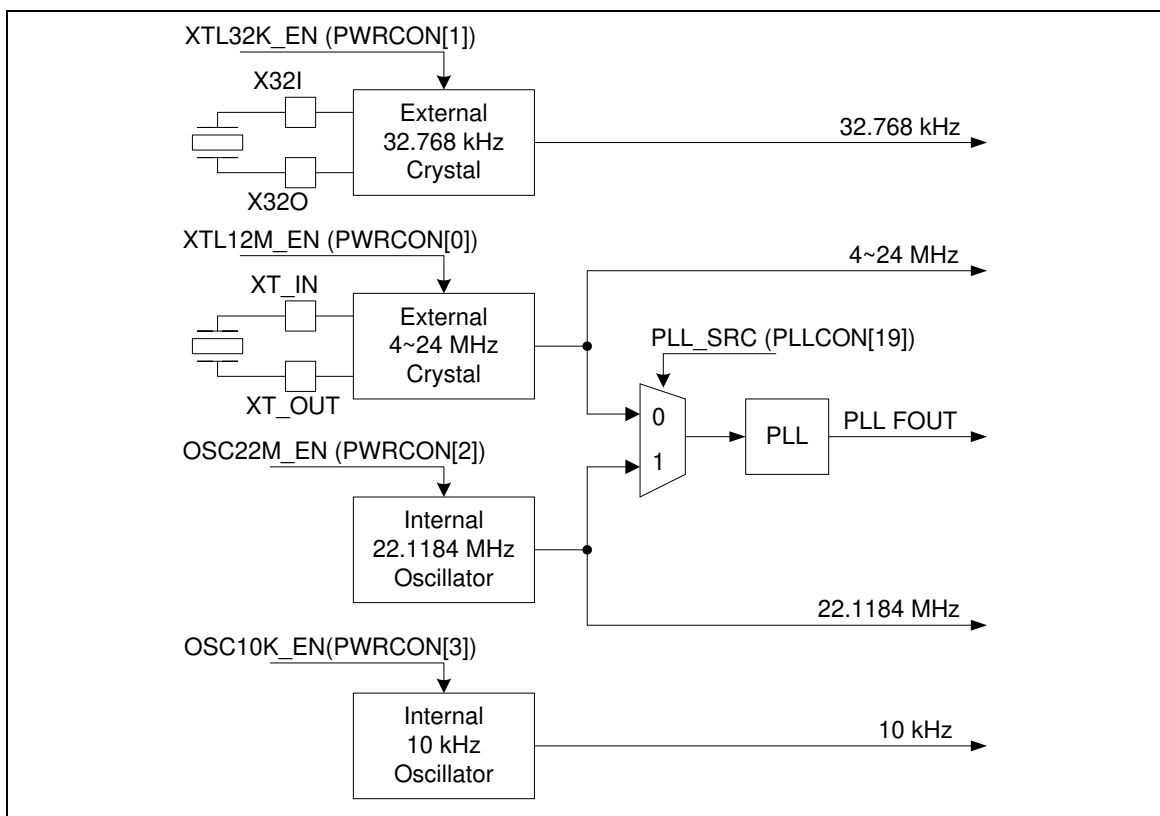 XTL32K_EN (PWRCON[1])
X32I
External
32.768 kHz
Crystal
32.768 kHz
X32O
XTL12M_EN (PWRCON[0])
4~24 MHz
XT_IN
External
4~24 MHz
Crystal
PLL_SRC (PLLCON[19])
XT_OUT
0
1
PLL
PLL FOUT
OSC22M_EN (PWRCON[2])
Internal
22.1184 MHz
Oscillator
22.1184 MHz
OSC10K_EN(PWRCON[3])
Internal
10 kHz
Oscillator
10 kHz